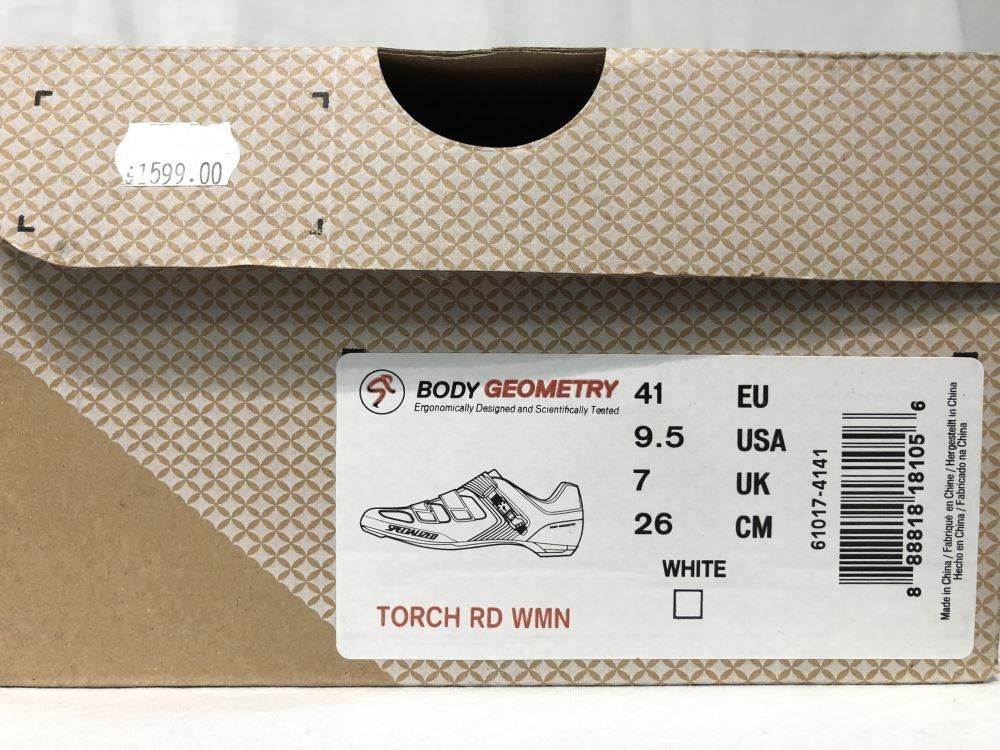 $1599.00
BODY GEOMETRY
Ergonomically Designed and Scientifically Tested
41 EU
9.5 USA
7 UK
26 CM
SPECIALIZED
WHITE
TORCH RD WMN
61017-4141
8 88818 18105 6
Made in China / Fabriqué en Chine / Hergestellt in China
Hecho en China / Fabricado na China